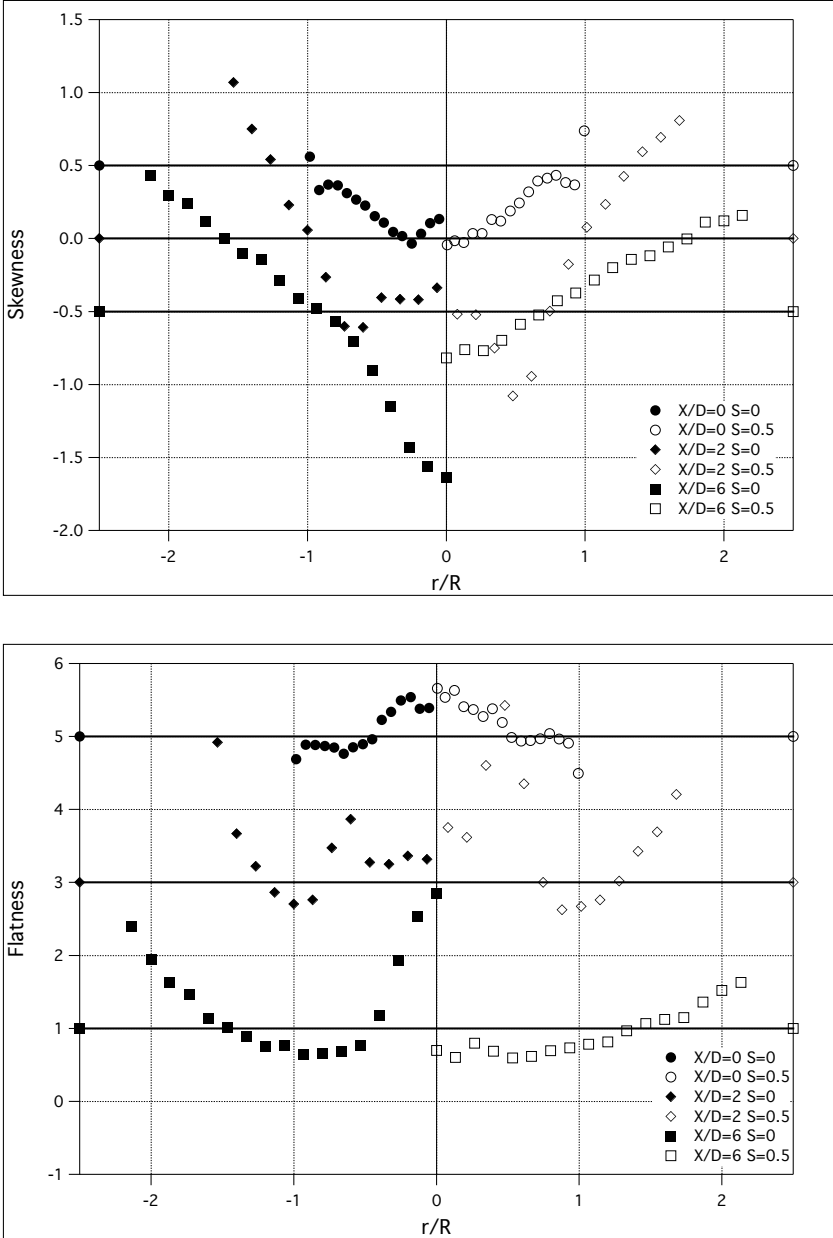 1.5
1.0
0.5
0.0
-0.5
-1.0
-1.5
-2.0
Skewness
-2
-1
0
1
2
r/R
X/D=0 S=0
X/D=0 S=0.5
X/D=2 S=0
X/D=2 S=0.5
X/D=6 S=0
X/D=6 S=0.5
6
5
4
3
2
1
0
-1
Flatness
-2
-1
0
1
2
r/R
X/D=0 S=0
X/D=0 S=0.5
X/D=2 S=0
X/D=2 S=0.5
X/D=6 S=0
X/D=6 S=0.5